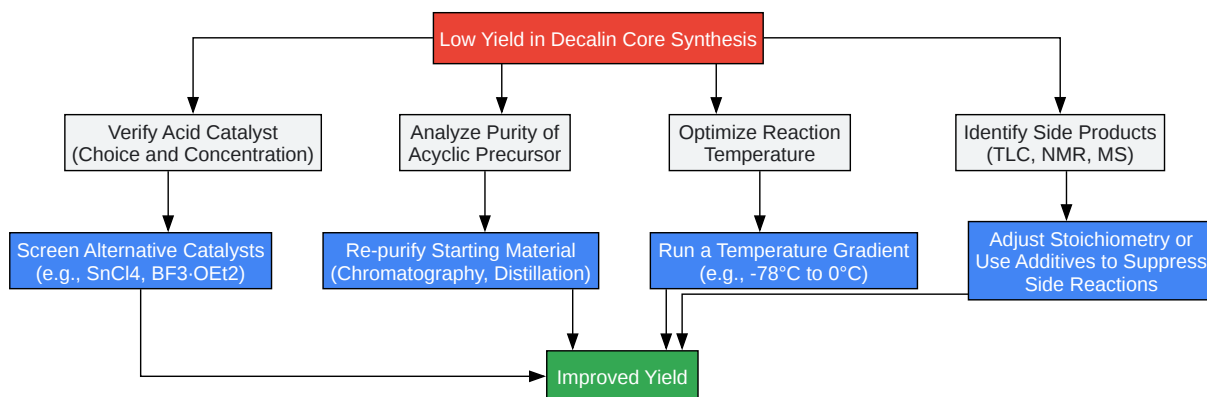 Low Yield in Decalin Core Synthesis
Verify Acid Catalyst
(Choice and Concentration)
Analyze Purity of
Acyclic Precursor
Optimize Reaction
Temperature
Identify Side Products
(TLC, NMR, MS)
Screen Alternative Catalysts
(e.g., SnCl4, BF3·OEt2)
Re-purify Starting Material
(Chromatography, Distillation)
Run a Temperature Gradient
(e.g., -78°C to 0°C)
Adjust Stoichiometry or
Use Additives to Suppress
Side Reactions
Improved Yield